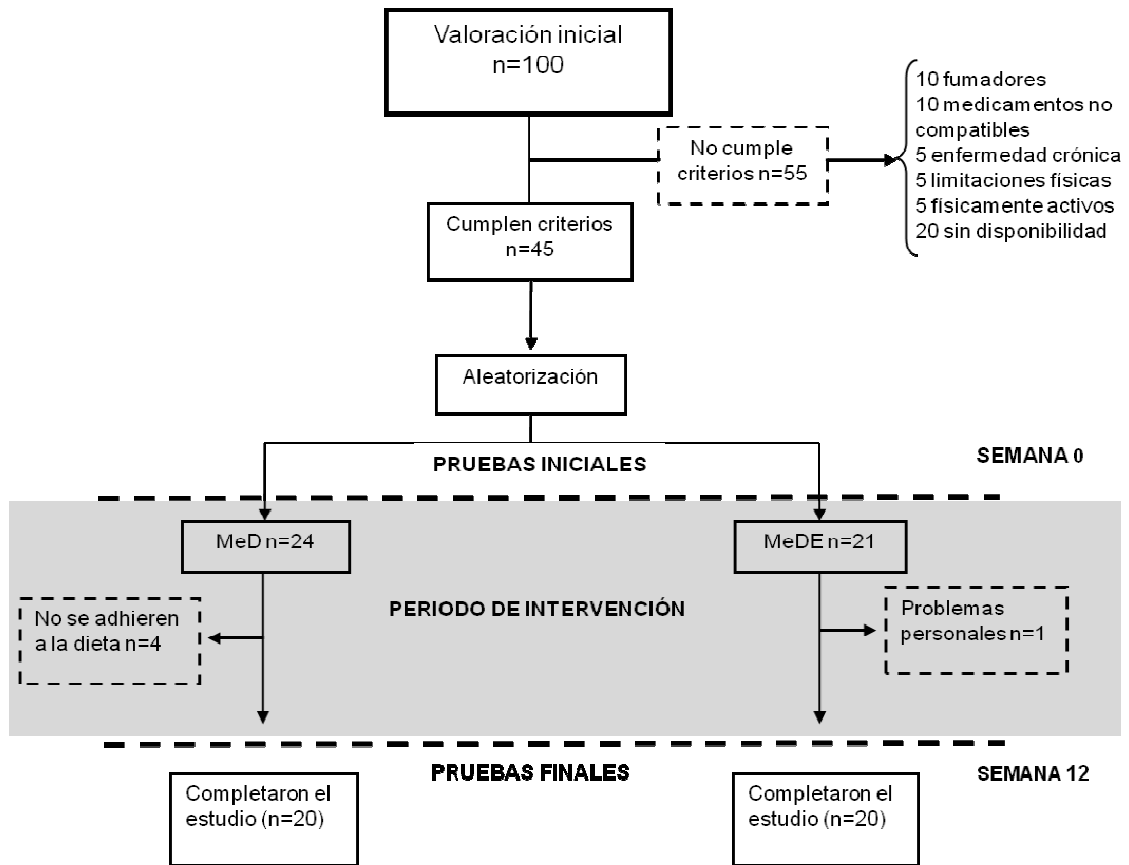 Valoración inicial
n=100
10 fumadores
10 medicamentos no
compatibles
5 enfermedad crónica
5 limitaciones físicas
5 físicamente activos
20 sin disponibilidad
No cumple
criterios n=55
Cumplen criterios
n=45
Aleatorización
PRUEBAS INICIALES
SEMANA 0
MeD n=24
MeDE n=21
No se adhieren
a la dieta n=4
PERIODO DE INTERVENCIÓN
Problemas
personales n=1
PRUEBAS FINALES
SEMANA 12
Completaron el
estudio (n=20)
Completaron el
estudio (n=20)